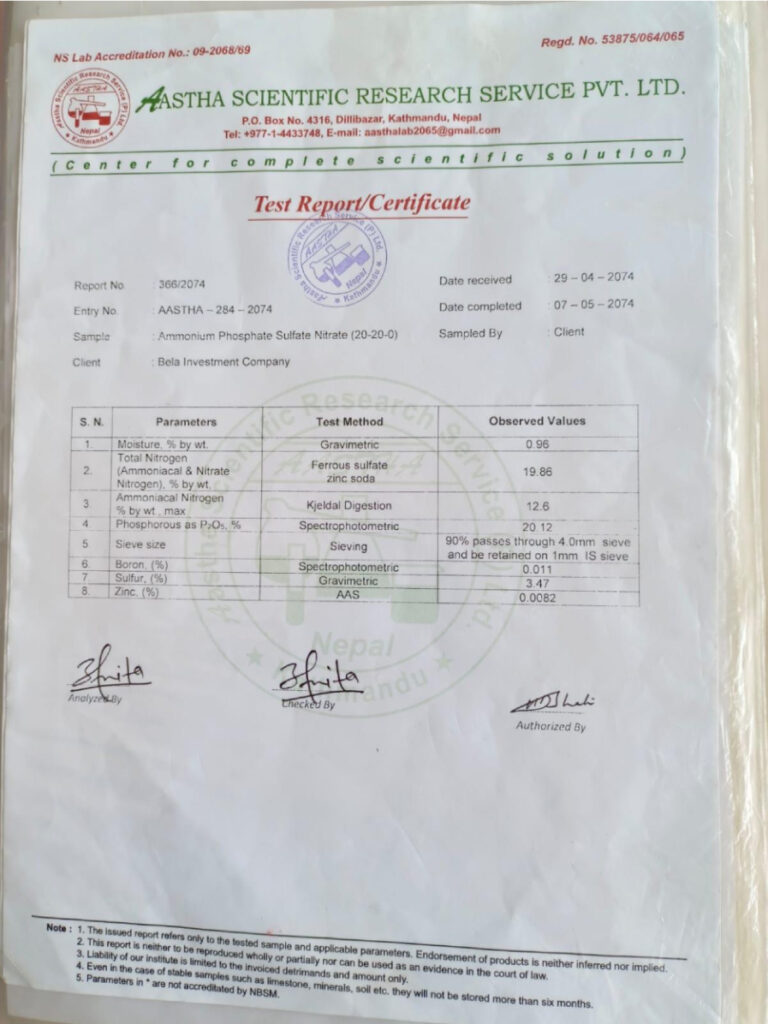 NS Lab Accreditation No.: 09-2068/69
Regd. No. 53875/064/065
AASTHA SCIENTIFIC RESEARCH SERVICE PVT. LTD.
P.O. Box No. 4316, Dillibazar, Kathmandu, Nepal
Tel: +977-1-4433748, E-mail: aasthalab2065@gmail.com
(Center for complete scientific solution)
Test Report/Certificate
Report No. : 366/2074
Date received : 29 – 04 – 2074
Entry No. : AASTHA – 284 – 2074
Date completed : 07 – 05 – 2074
Sample : Ammonium Phosphate Sulfate Nitrate (20-20-0)
Sampled By : Client
Client : Bela Investment Company
S. N. Parameters Test Method Observed Values
1. Moisture, % by wt. Gravimetric 0.96
2. Total Nitrogen (Ammoniacal & Nitrate Nitrogen), % by wt. Ferrous sulfate zinc soda 19.86
3. Ammoniacal Nitrogen % by wt., max Kjeldal Digestion 12.6
4. Phosphorous as P₂O₅, % Spectrophotometric 20.12
5. Sieve size Sieving 90% passes through 4.0mm sieve and be retained on 1mm IS sieve
6. Boron, (%) Spectrophotometric 0.011
7. Sulfur, (%) Gravimetric 3.47
8. Zinc, (%) AAS 0.0082
Analyzed By
Checked By
Authorized By
Note : 1. The issued report refers only to the tested sample and applicable parameters. Endorsement of products is neither inferred nor implied.
2. This report is neither to be reproduced wholly or partially nor can be used as an evidence in the court of law.
3. Liability of our institute is limited to the invoiced detrimands and amount only.
4. Even in the case of stable samples such as limestone, minerals, soil etc. they will not be stored more than six months.
5. Parameters in * are not accreditated by NBSM.